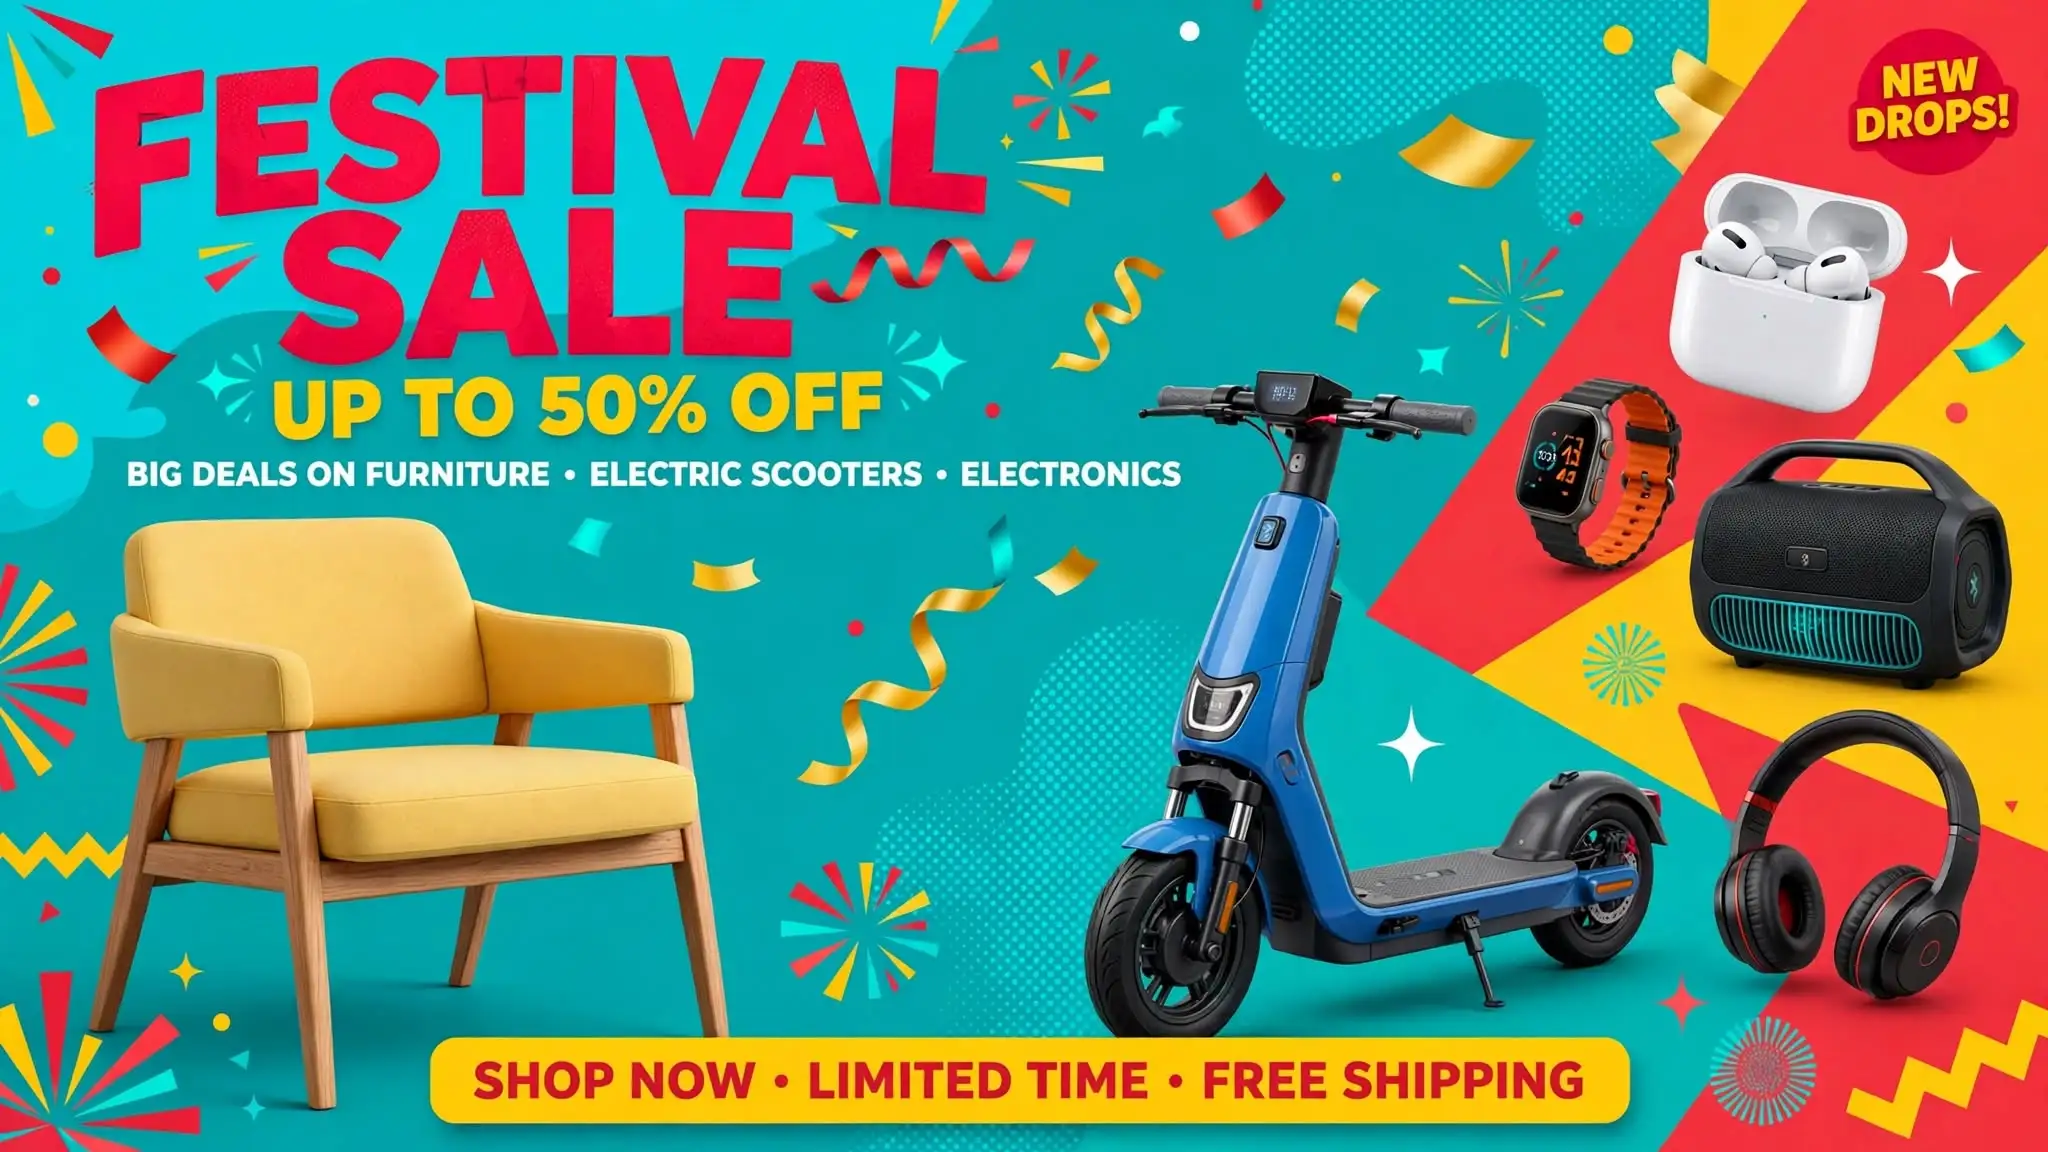 FESTIVAL
SALE
UP TO 50% OFF
BIG DEALS ON FURNITURE • ELECTRIC SCOOTERS • ELECTRONICS
NEW
DROPS!
SHOP NOW • LIMITED TIME • FREE SHIPPING